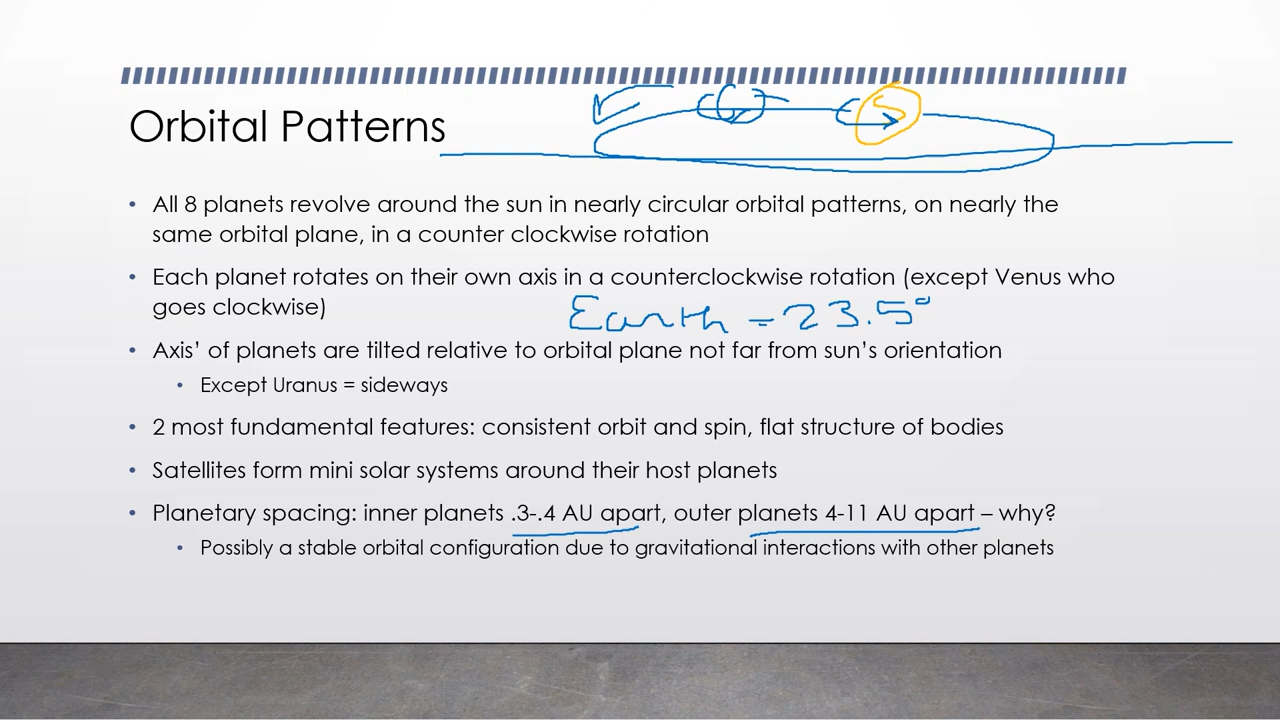 Orbital Patterns
S
• All 8 planets revolve around the sun in nearly circular orbital patterns, on nearly the
same orbital plane, in a counter clockwise rotation
• Each planet rotates on their own axis in a counterclockwise rotation (except Venus who
goes clockwise)
Earth = 23.5°
• Axis’ of planets are tilted relative to orbital plane not far from sun’s orientation
• Except Uranus = sideways
• 2 most fundamental features: consistent orbit and spin, flat structure of bodies
• Satellites form mini solar systems around their host planets
• Planetary spacing: inner planets .3-.4 AU apart, outer planets 4-11 AU apart – why?
• Possibly a stable orbital configuration due to gravitational interactions with other planets